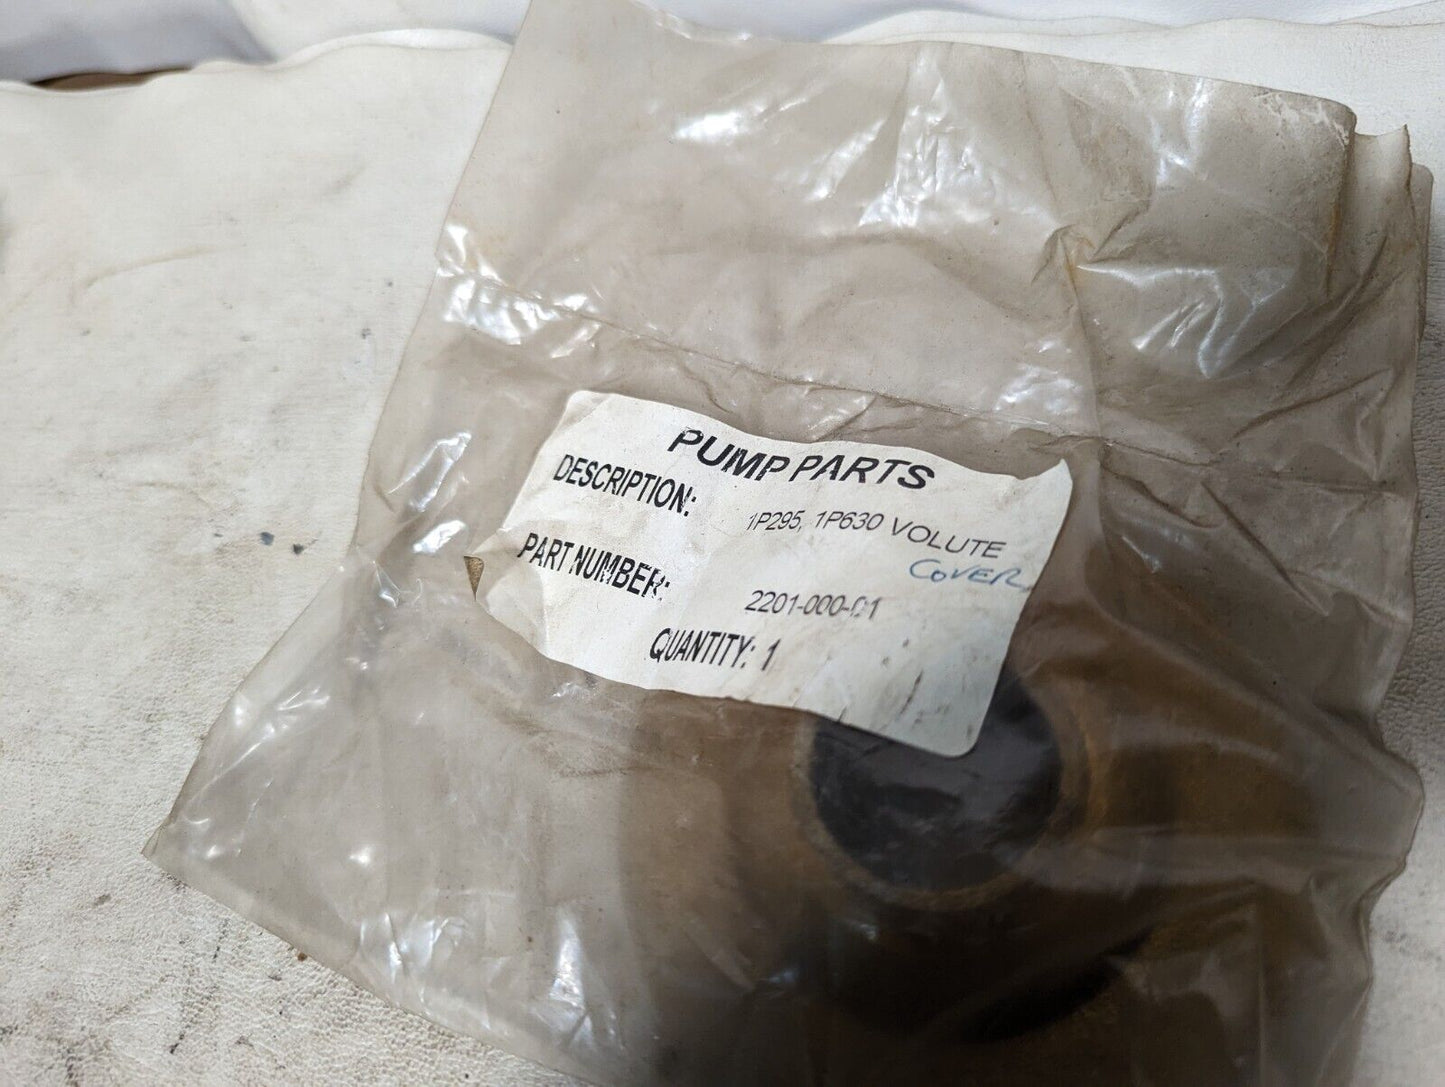 PUMP PARTS
DESCRIPTION: 1P295, 1P630 VOLUTE
COVER
PART NUMBER: 2201-000-01
QUANTITY: 1